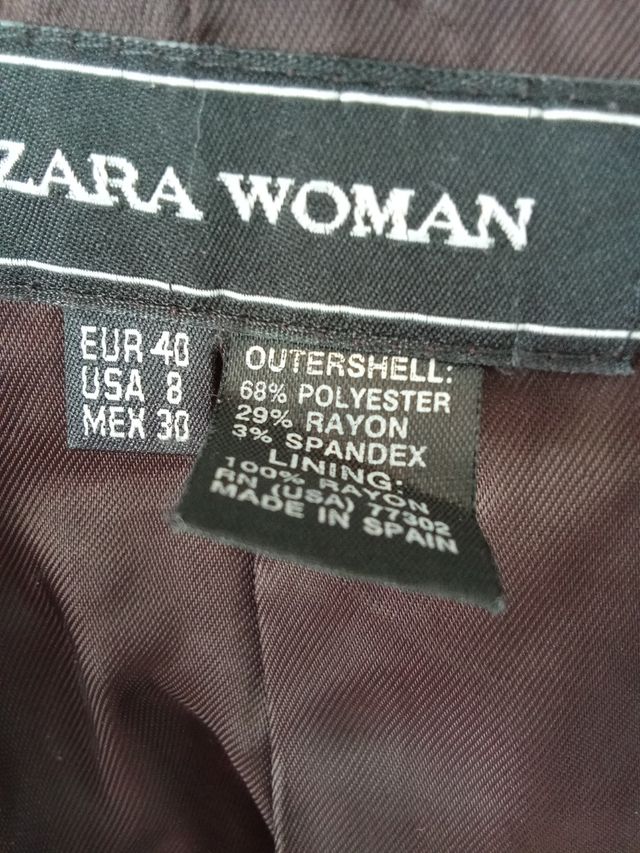 ZARA WOMAN
EUR 40
USA 8
MEX 30
OUTERSHELL:
68% POLYESTER
29% RAYON
3% SPANDEX
LINING:
100% RAYON
RN (USA) 77302
MADE IN SPAIN